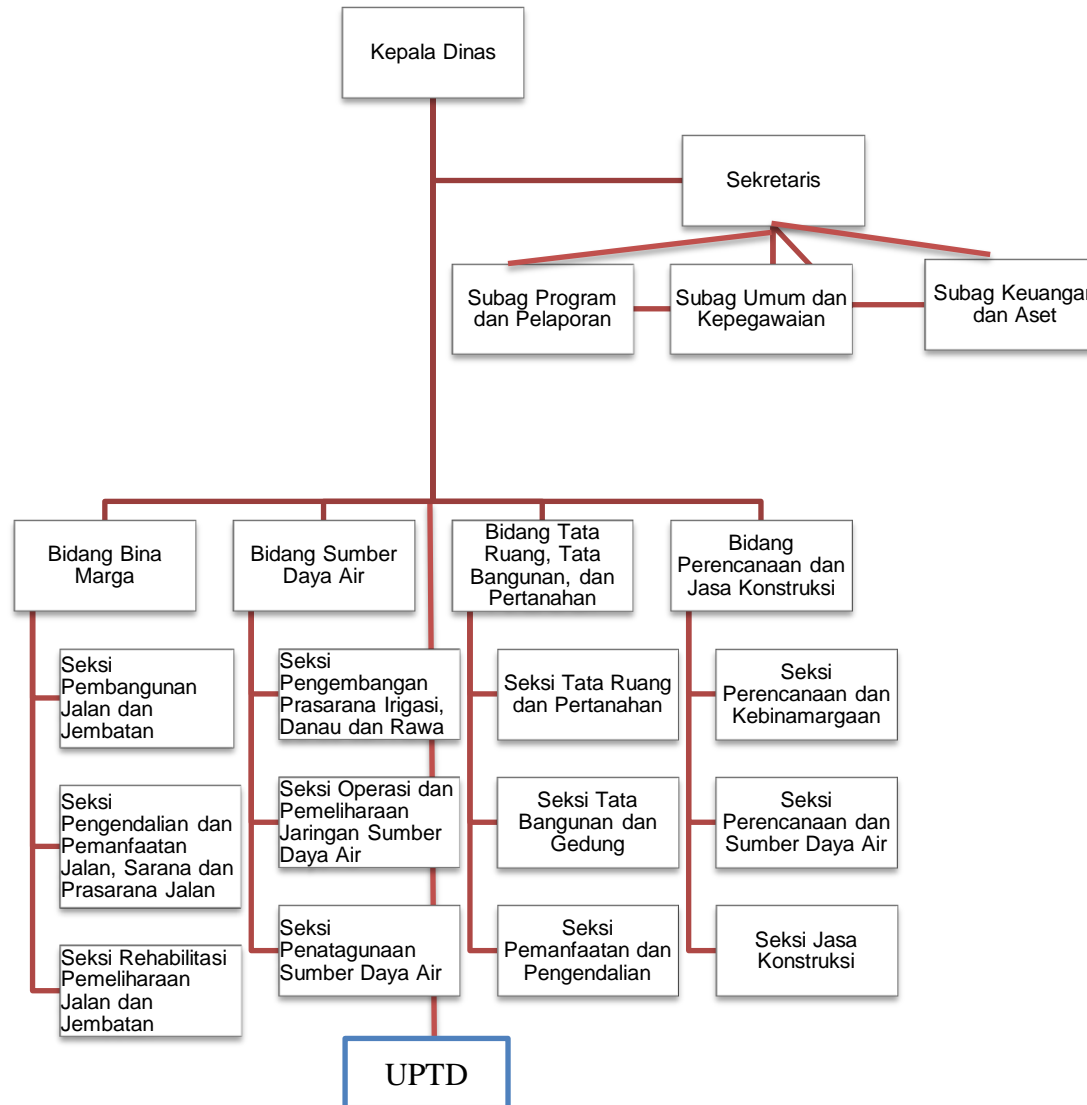 Kepala Dinas
Sekretaris
Subag Program
dan Pelaporan
Subag Umum dan
Kepegawaian
Subag Keuangan
dan Aset
Bidang Bina
Marga
Bidang Sumber
Daya Air
Bidang Tata
Ruang, Tata
Bangunan, dan
Pertanahan
Bidang
Perencanaan dan
Jasa Konstruksi
Seksi
Pembangunan
Jalan dan
Jembatan
Seksi
Pengembangan
Prasarana Irigasi,
Danau dan Rawa
Seksi Tata Ruang
dan Pertanahan
Seksi
Perencanaan dan
Kebinamargaan
Seksi
Pengendalian dan
Pemanfaatan
Jalan, Sarana dan
Prasarana Jalan
Seksi Operasi dan
Pemeliharaan
Jaringan Sumber
Daya Air
Seksi Tata
Bangunan dan
Gedung
Seksi
Perencanaan dan
Sumber Daya Air
Seksi Rehabilitasi
Pemeliharaan
Jalan dan
Jembatan
Seksi
Penatagunaan
Sumber Daya Air
Seksi
Pemanfaatan dan
Pengendalian
Seksi Jasa
Konstruksi
UPTD